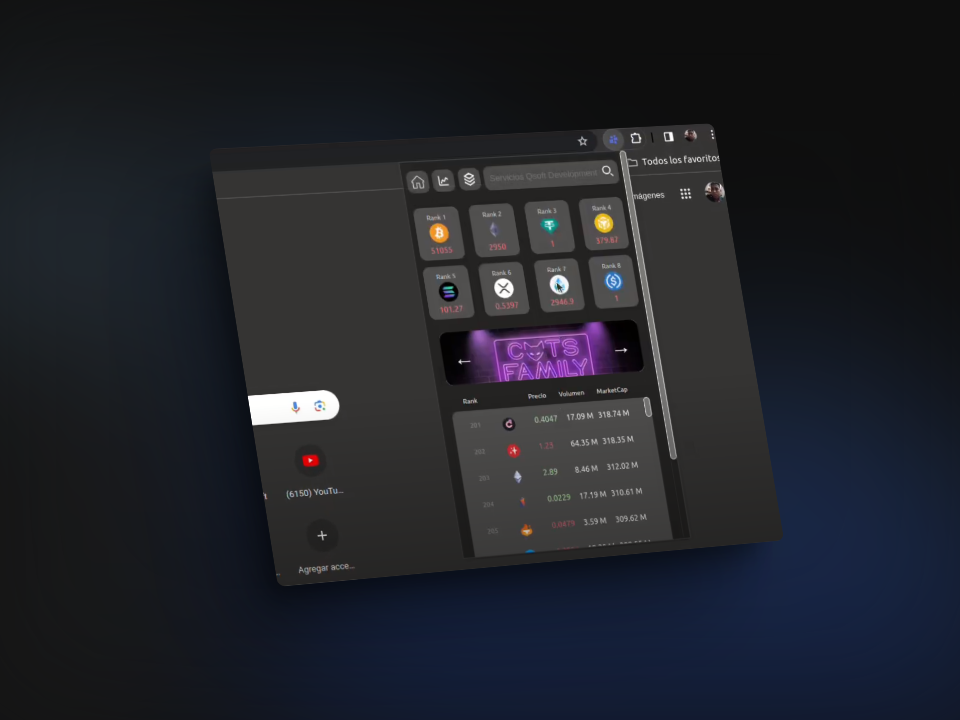 Todos los favoritos
mágenes
Servicios Qsoft Development
Rank 1
51055
Rank 2
2950
Rank 3
1
Rank 4
379.87
Rank 5
101.27
Rank 6
0.5397
Rank 7
2946.9
Rank 8
1
CATS
FAMILY
Rank Precio Volumen MarketCap
201 0.4047 17.09 M 318.74 M
202 1.23 64.35 M 318.35 M
203 2.89 8.46 M 312.02 M
204 0.0229 17.19 M 310.61 M
205 0.0479 3.59 M 309.62 M
(6150) YouTu...
Agregar acce...